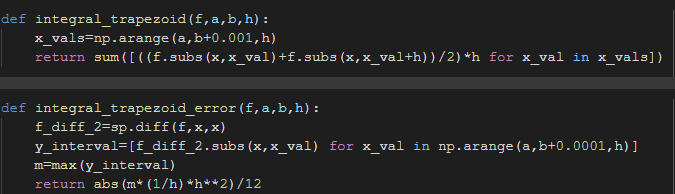 def integral_trapezoid(f,a,b,h):
    x_vals=np.arange(a,b+0.001,h)
    return sum([((f.subs(x,x_val)+f.subs(x,x_val+h))/2)*h for x_val in x_vals])
def integral_trapezoid_error(f,a,b,h):
    f_diff_2=sp.diff(f,x,x)
    y_interval=[f_diff_2.subs(x,x_val) for x_val in np.arange(a,b+0.0001,h)]
    m=max(y_interval)
    return abs(m*(1/h)*h**2)/12